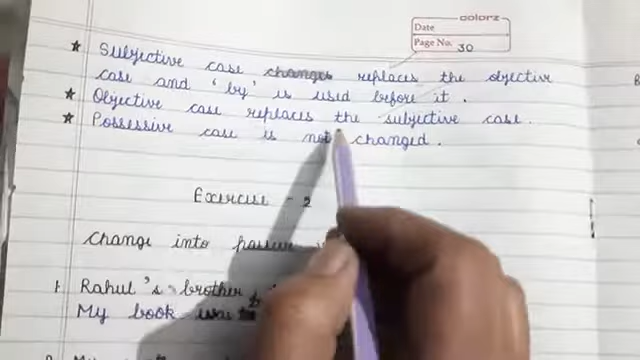 colorz
Date
Page No. 30
★ Subjective case changes replaces the objective
case and 'by' is used before it.
★ Objective case replaces the subjective case.
★ Possessive case is not changed.
Exercise - 2
change into passive
1. Rahul's brother
My book was